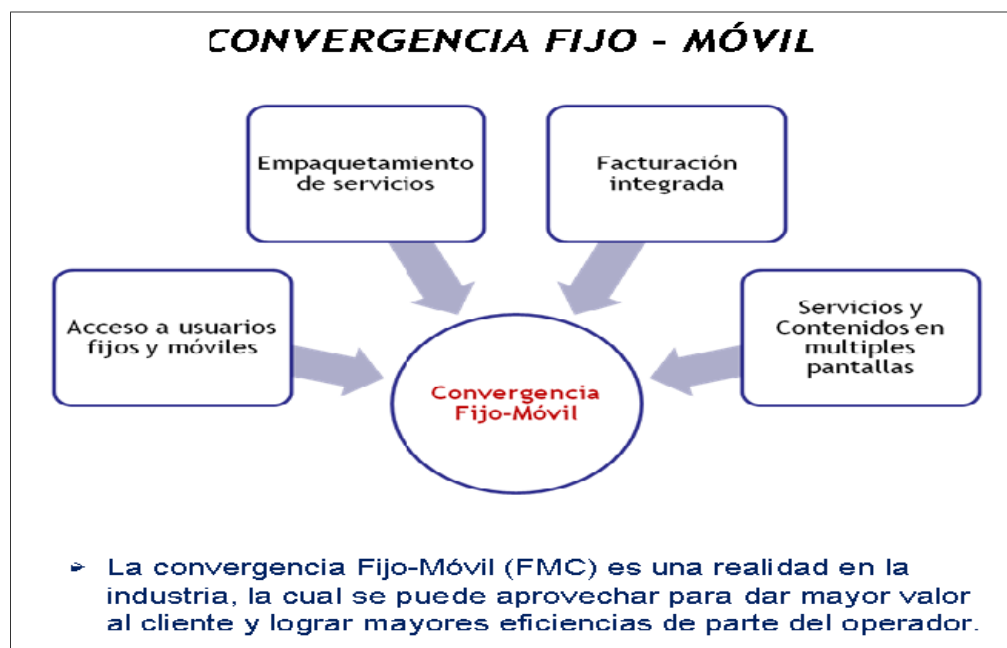 CONVERGENCIA FIJO - MÓVIL
Empaquetamiento
de servicios
Facturación
integrada
Acceso a usuarios
fijos y móviles
Servicios y
Contenidos en
multiples
pantallas
Convergencia
Fijo-Móvil
La convergencia Fijo-Móvil (FMC) es una realidad en la
industria, la cual se puede aprovechar para dar mayor valor
al cliente y lograr mayores eficiencias de parte del operador.